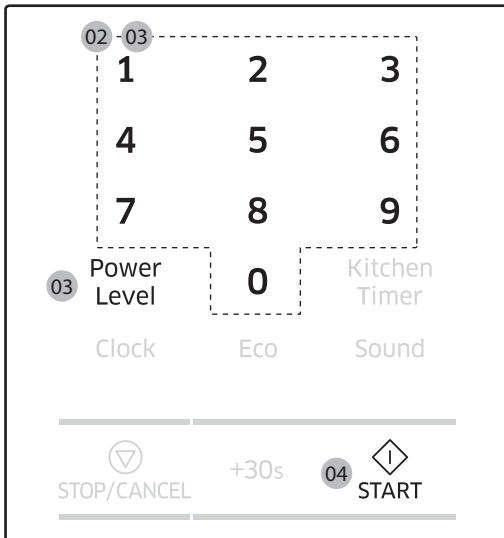 02 03
1 2 3
4 5 6
7 8 9
03 Power Level 0 Kitchen Timer
Clock Eco Sound
STOP/CANCEL +30s 04 START